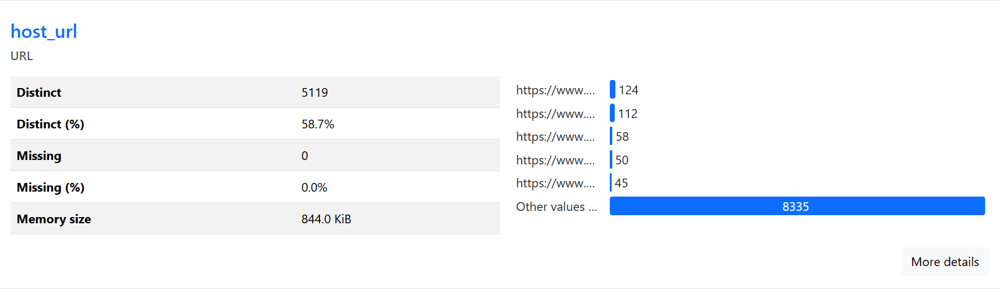 host_url
URL
Distinct 5119
Distinct (%) 58.7%
Missing 0
Missing (%) 0.0%
Memory size 844.0 KiB
https://www.... 124
https://www.... 112
https://www.... 58
https://www.... 50
https://www.... 45
Other values ... 8335
More details